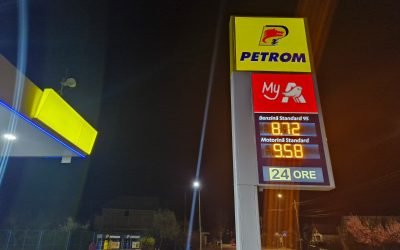 PETROM
My
Benzină Standard 95
8.72
Motorină Standard
9.58
24 ORE